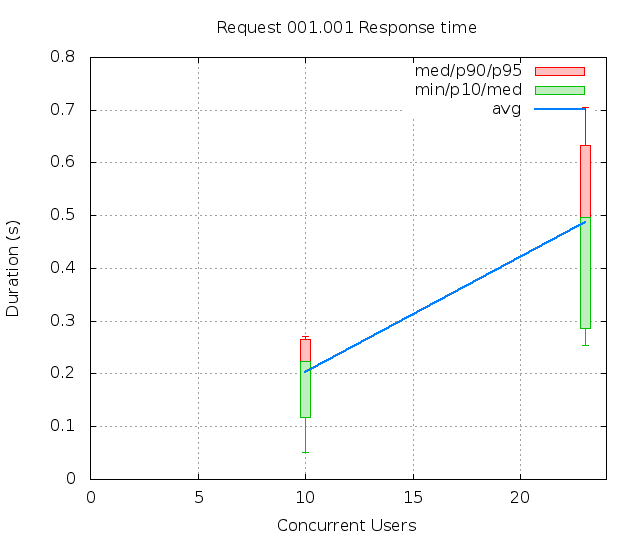 Request 001.001 Response time
med/p90/p95
min/p10/med
avg
0.8
0.7
0.6
0.5
0.4
0.3
0.2
0.1
0
Duration (s)
0 5 10 15 20
Concurrent Users